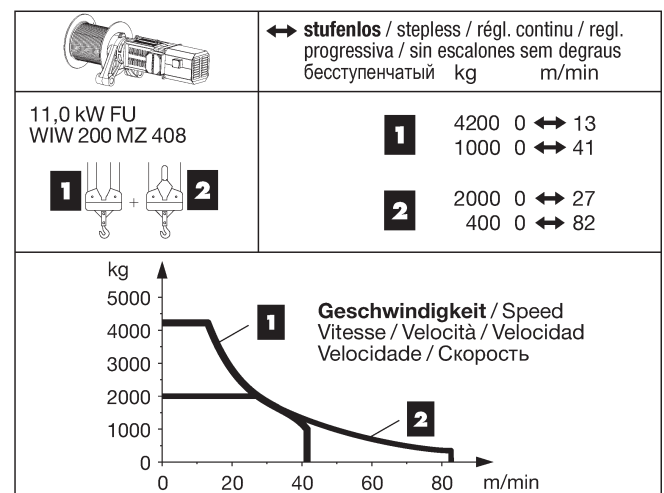 ↔ stufenlos / stepless / régl. continu / regl.
progressiva / sin escalones sem degraus
бесступенчатый kg m/min
11,0 kW FU
WIW 200 MZ 408
1 + 2
1 4200 0 ↔ 13
1000 0 ↔ 41
2 2000 0 ↔ 27
400 0 ↔ 82
kg
5000
4000
3000
2000
1000
0
1
Geschwindigkeit / Speed
Vitesse / Velocità / Velocidad
Velocidade / Скорость
2
0 20 40 60 80 m/min